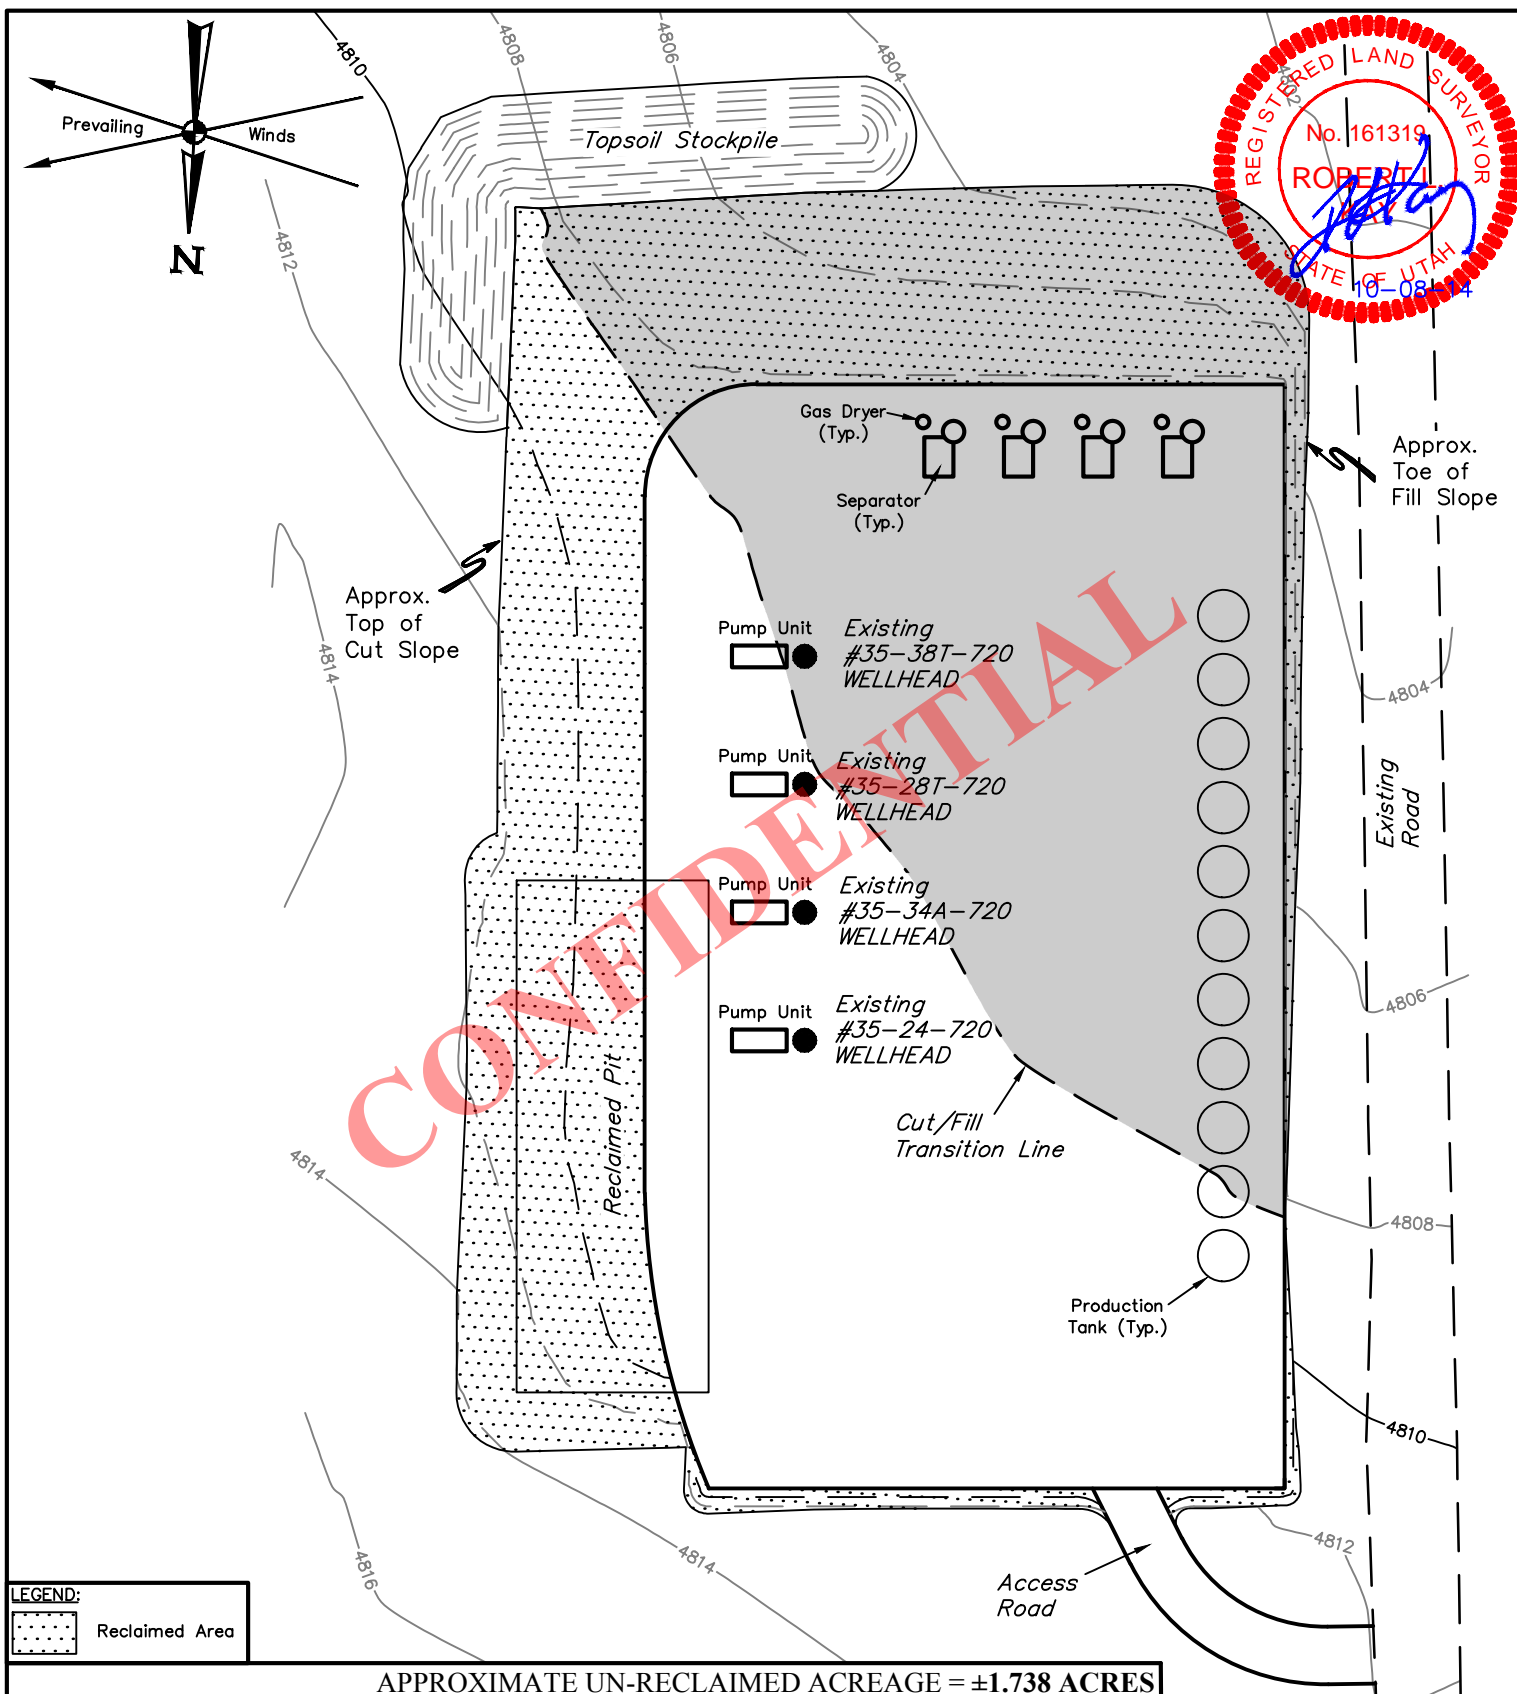 4810
4808
4806
4804
4802
REGISTERED LAND SURVEYOR
No. 161319
ROBERT L.
STATE OF UTAH
10-08-14
Prevailing
Winds
N
Topsoil Stockpile
4812
Gas Dryer
(Typ.)
Separator
(Typ.)
Approx.
Toe of
Fill Slope
Approx.
Top of
Cut Slope
4814
Pump Unit
Existing
#35-38T-720
WELLHEAD
4804
Pump Unit
Existing
#35-28T-720
WELLHEAD
Existing
Road
Pump Unit
Existing
#35-34A-720
WELLHEAD
4806
Pump Unit
Existing
#35-24-720
WELLHEAD
CONFIDENTIAL
Reclaimed Pit
Cut/Fill
Transition Line
4814
4808
Production
Tank (Typ.)
4810
4812
4814
4816
Access
Road
LEGEND:
Reclaimed Area
APPROXIMATE UN-RECLAIMED ACREAGE = ±1.738 ACRES